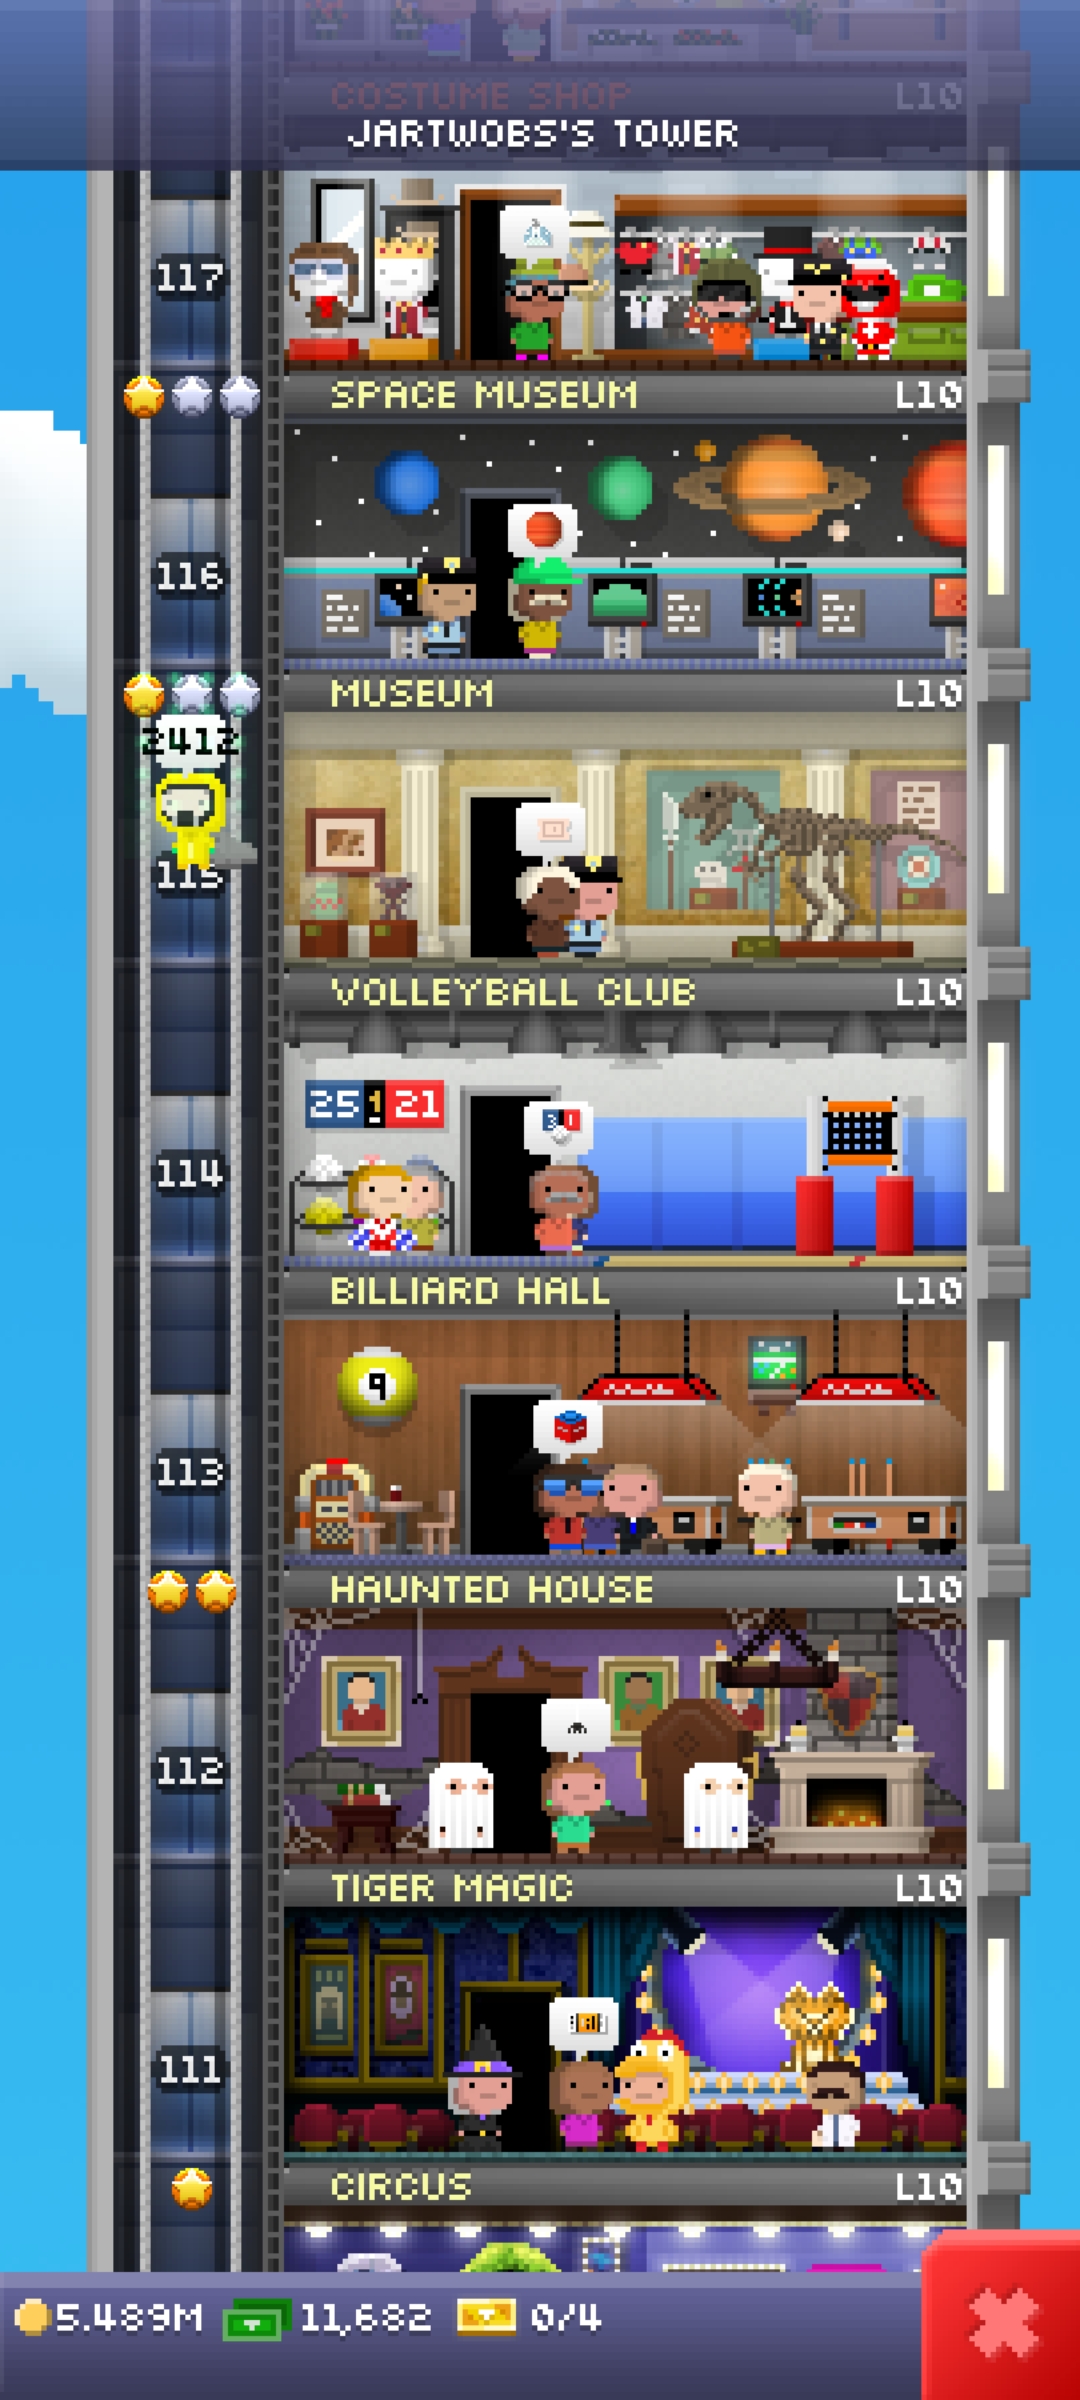 COSTUME SHOP L10
JARTWOBS'S TOWER
117
SPACE MUSEUM L10
116
MUSEUM L10
2412
115
VOLLEYBALL CLUB L10
25 1 21
3 1
114
BILLIARD HALL L10
9
113
HAUNTED HOUSE L10
112
TIGER MAGIC L10
111
CIRCUS L10
5.489M 11,682 0/4